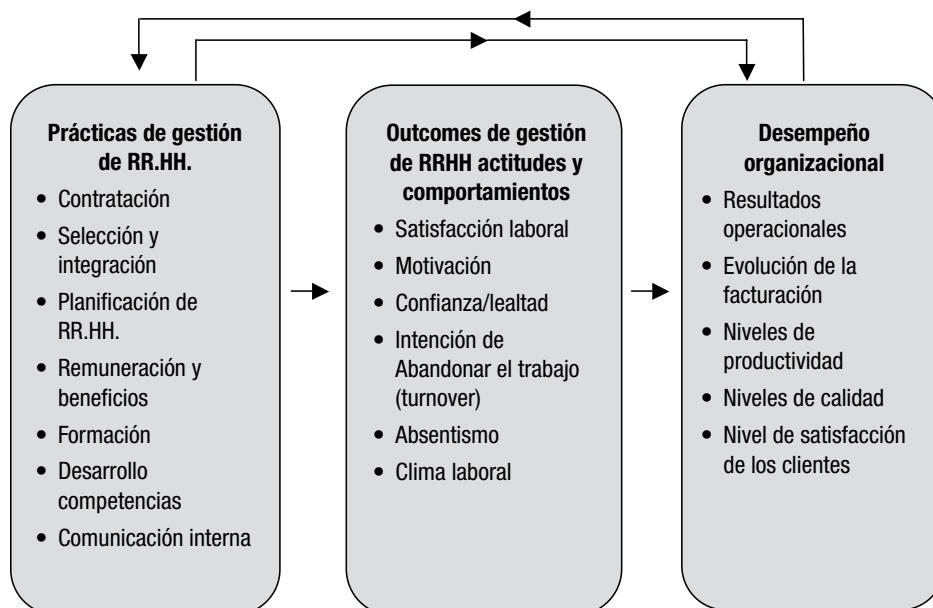 Prácticas de gestión
de RR.HH.
• Contratación
• Selección y
integración
• Planificación de
RR.HH.
• Remuneración y
beneficios
• Formación
• Desarrollo
competencias
• Comunicación interna
Outcomes de gestión
de RRHH actitudes y
comportamientos
• Satisfacción laboral
• Motivación
• Confianza/lealtad
• Intención de
Abandonar el trabajo
(turnover)
• Absentismo
• Clima laboral
Desempeño
organizacional
• Resultados
operacionales
• Evolución de la
facturación
• Niveles de
productividad
• Niveles de calidad
• Nivel de satisfacción
de los clientes